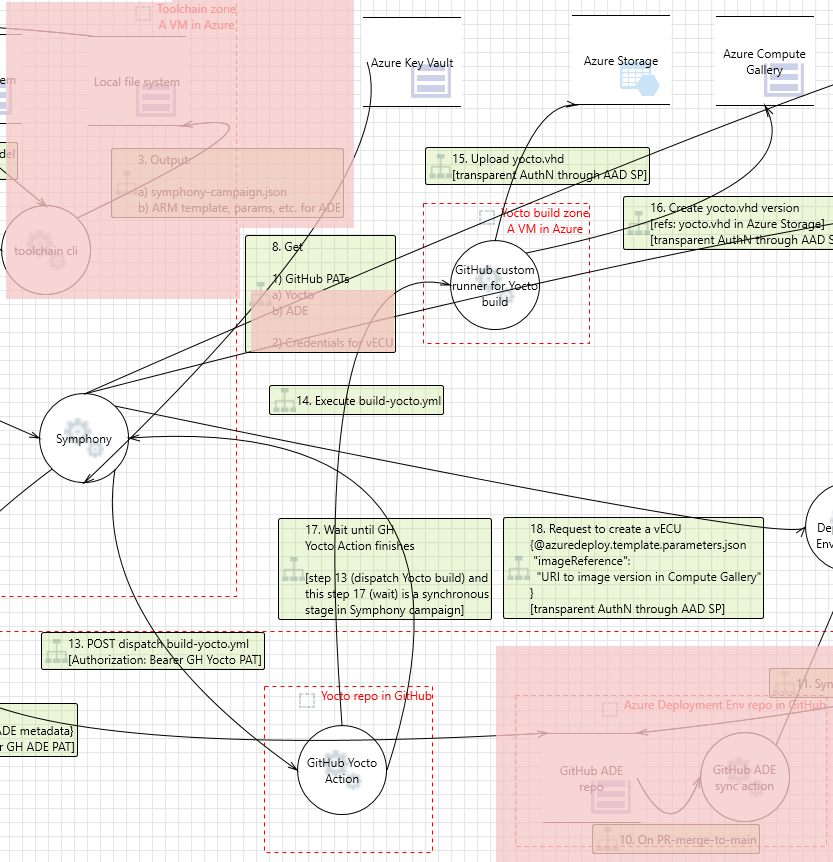 Toolchain zone
A VM in Azure
Local file system
3. Output:
a) symphony-campaign.json
b) ARM template, params, etc. for ADE
toolchain cli
Azure Key Vault
Azure Storage
Azure Compute
Gallery
15. Upload yocto.vhd
[transparent AuthN through AAD SP]
16. Create yocto.vhd version
[refs: yocto.vhd in Azure Storage]
[transparent AuthN through AAD S
Yocto build zone
A VM in Azure
GitHub custom
runner for Yocto
build
8. Get
1) GitHub PATs
a) Yocto
b) ADE
2) Credentials for vECU
14. Execute build-yocto.yml
Symphony
17. Wait until GH
Yocto Action finishes
[step 13 (dispatch Yocto build) and
this step 17 (wait) is a synchronous
stage in Symphony campaign]
18. Request to create a vECU
{@azuredeploy.template.parameters.json
"imageReference":
"URI to image version in Compute Gallery"
}
[transparent AuthN through AAD SP]
Dep
Env
13. POST dispatch build-yocto.yml
[Authorization: Bearer GH Yocto PAT]
ADE metadata}
r GH ADE PAT]
Yocto repo in GitHub
GitHub Yocto
Action
11. Syn
Azure Deployment Env repo in GitHub
GitHub ADE
repo
GitHub ADE
sync action
10. On PR-merge-to-main